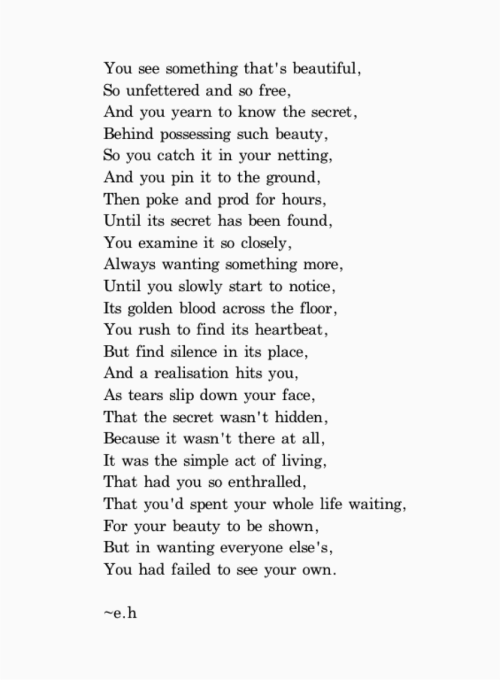 You see something that's beautiful,
So unfettered and so free,
And you yearn to know the secret,
Behind possessing such beauty,
So you catch it in your netting,
And you pin it to the ground,
Then poke and prod for hours,
Until its secret has been found,
You examine it so closely,
Always wanting something more,
Until you slowly start to notice,
Its golden blood across the floor,
You rush to find its heartbeat,
But find silence in its place,
And a realisation hits you,
As tears slip down your face,
That the secret wasn't hidden,
Because it wasn't there at all,
It was the simple act of living,
That had you so enthralled,
That you'd spent your whole life waiting,
For your beauty to be shown,
But in wanting everyone else's,
You had failed to see your own.
~e.h